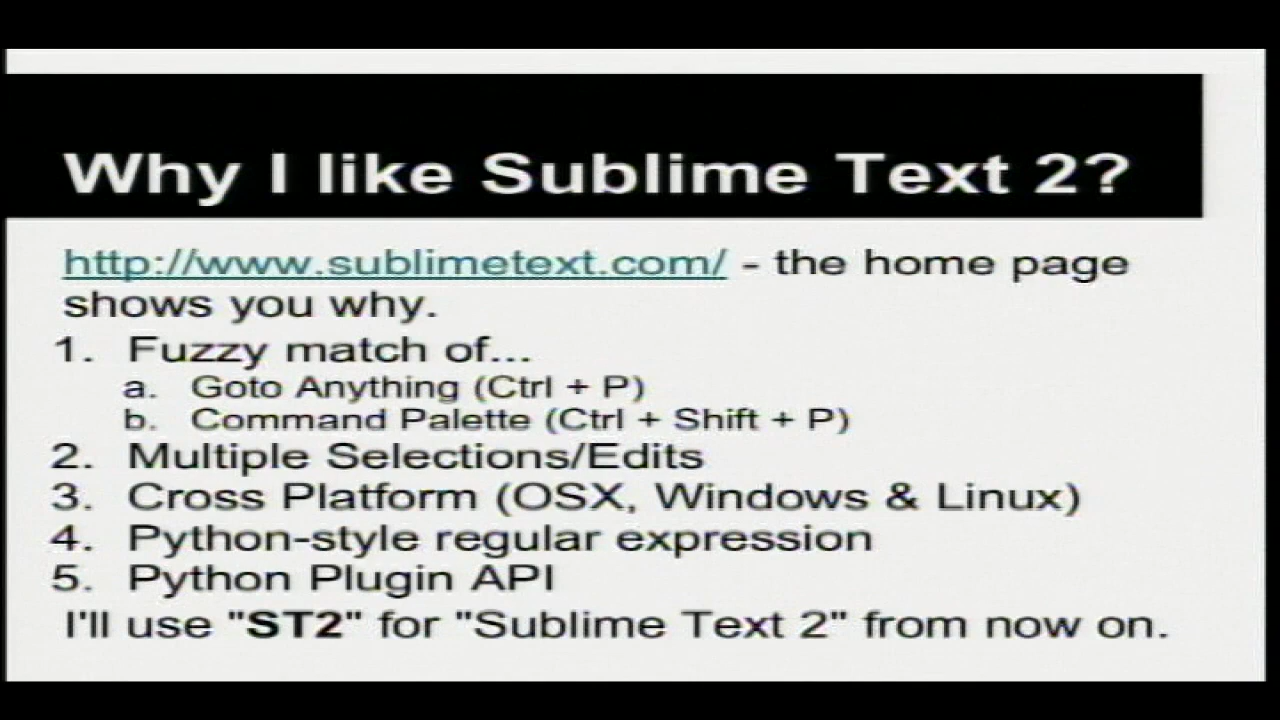 Why I like Sublime Text 2?
http://www.sublimetext.com/ - the home page
shows you why.
1. Fuzzy match of...
a. Goto Anything (Ctrl + P)
b. Command Palette (Ctrl + Shift + P)
2. Multiple Selections/Edits
3. Cross Platform (OSX, Windows & Linux)
4. Python-style regular expression
5. Python Plugin API
I'll use "ST2" for "Sublime Text 2" from now on.